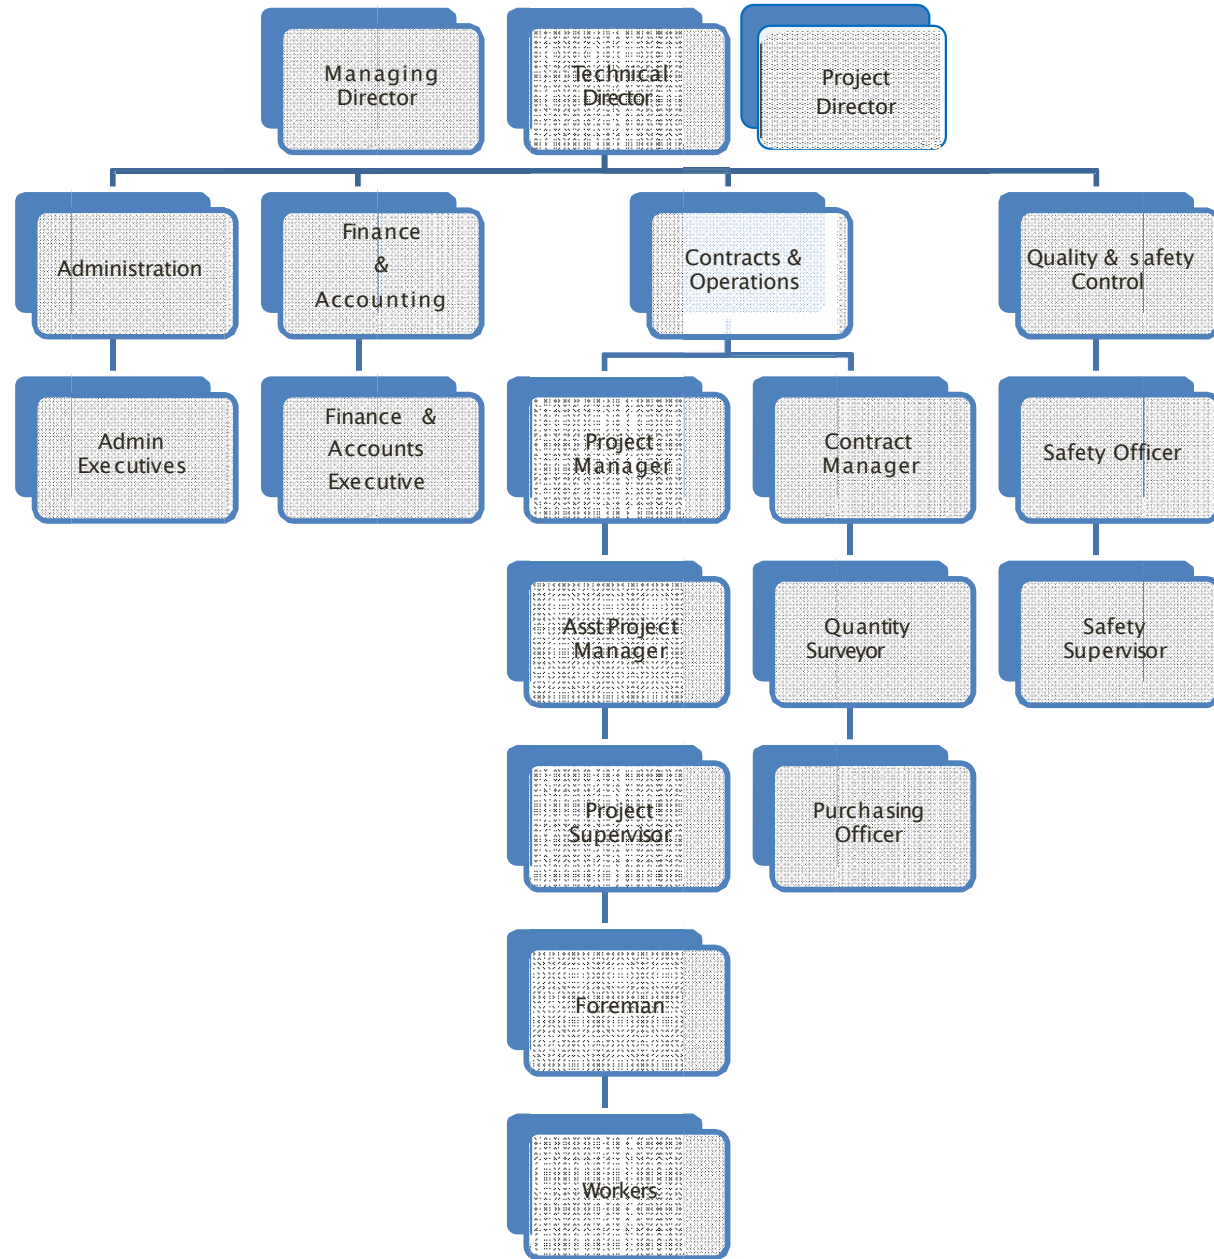 Managing
Director
Technical
Director
Project
Director
Administration
Finance
&
Accounting
Contracts &
Operations
Quality & safety
Control
Admin
Executives
Finance &
Accounts
Executive
Project
Manager
Contract
Manager
Safety Officer
Asst Project
Manager
Quantity
Surveyor
Safety
Supervisor
Project
Supervisor
Purchasing
Officer
Foreman
Workers